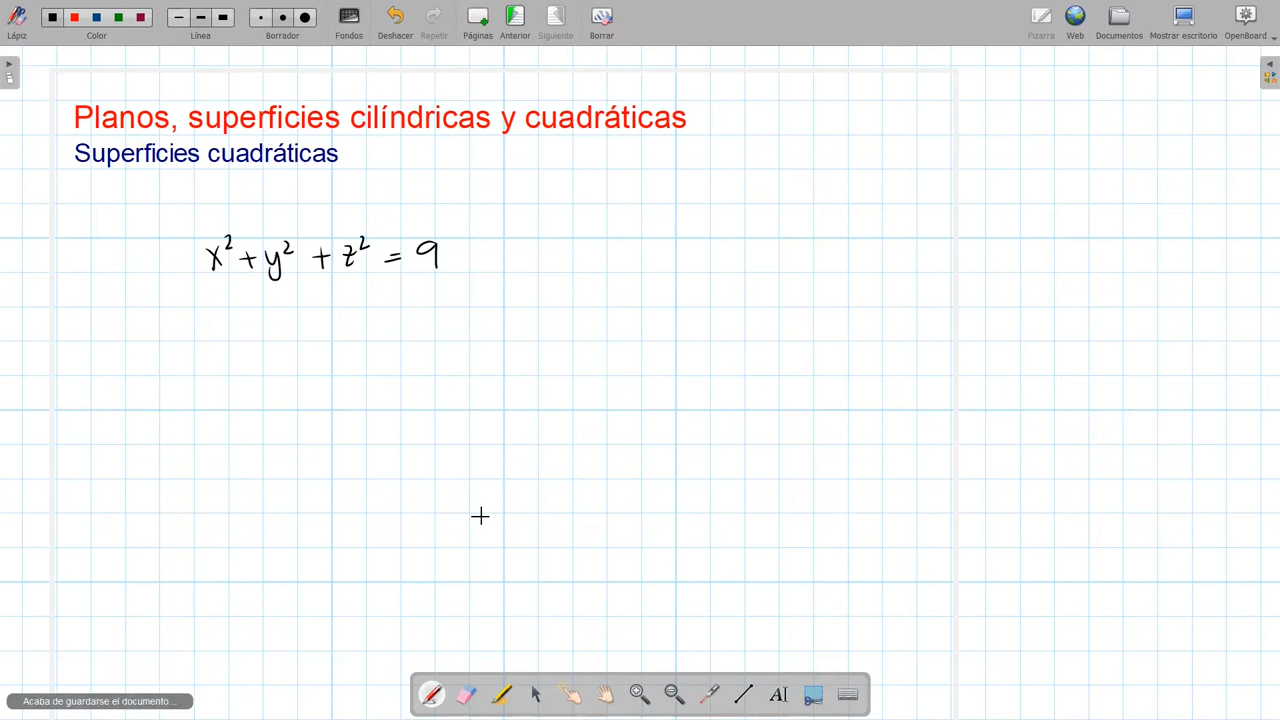 Lápiz Color Línea Borrador Fondos Deshacer Repetir Páginas Anterior Siguiente Borrar Pizarra Web Documentos Mostrar escritorio OpenBoard
Planos, superficies cilíndricas y cuadráticas
Superficies cuadráticas
x² + y² + z² = 9
Acaba de guardarse el documento...
AI